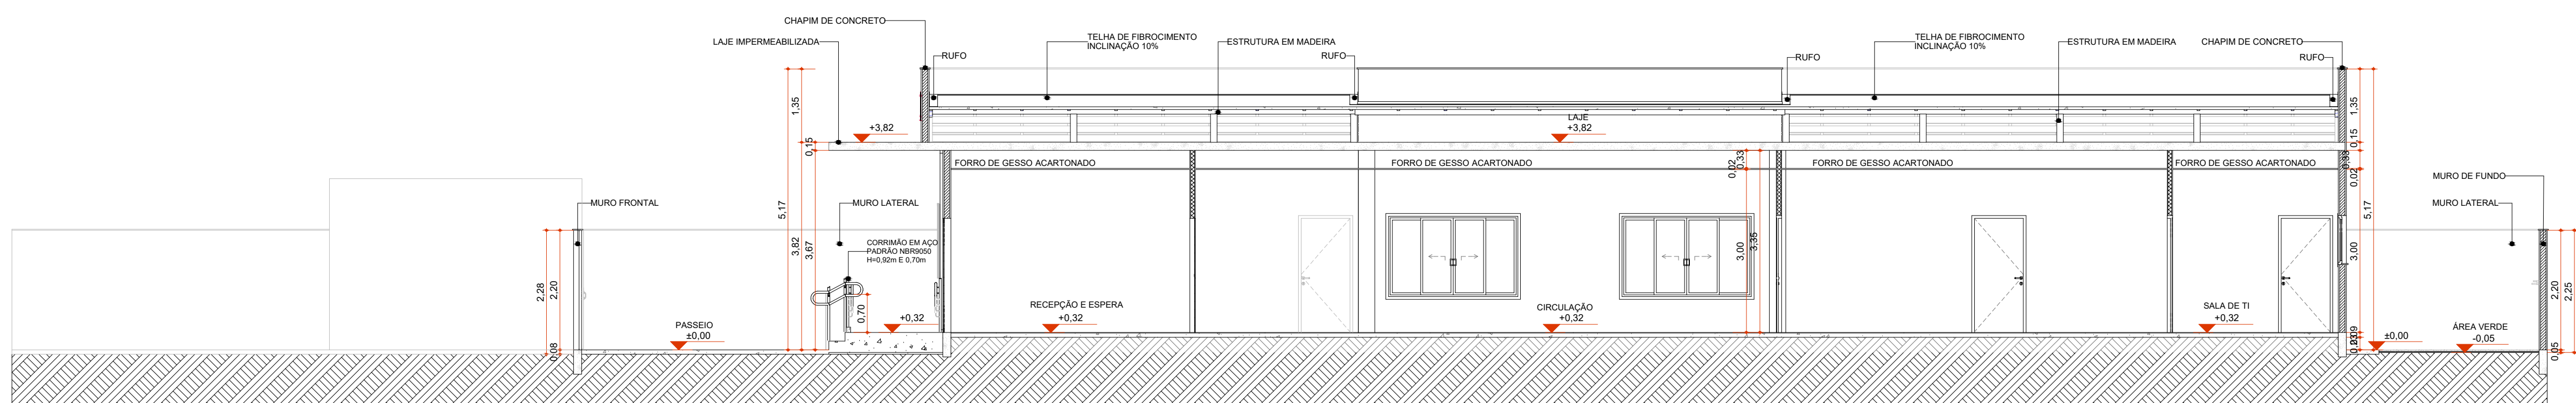 CHAPIM DE CONCRETO
LAJE IMPERMEABILIZADA
RUFO
TELHA DE FIBROCIMENTO
INCLINAÇÃO 10%
ESTRUTURA EM MADEIRA
RUFO
RUFO
TELHA DE FIBROCIMENTO
INCLINAÇÃO 10%
ESTRUTURA EM MADEIRA
CHAPIM DE CONCRETO
RUFO
1,35
+3,82
0,15
LAJE
+3,82
1,35
0,15
FORRO DE GESSO ACARTONADO
FORRO DE GESSO ACARTONADO
0,02
0,33
FORRO DE GESSO ACARTONADO
FORRO DE GESSO ACARTONADO
0,33
0,02
MURO FRONTAL
MURO LATERAL
5,17
3,82
3,67
CORRIMÃO EM AÇO
PADRÃO NBR9050
H=0,92m E 0,70m
3,00
3,35
3,00
5,17
MURO DE FUNDO
MURO LATERAL
2,28
2,20
0,70
2,20
2,25
PASSEIO
±0,00
+0,32
RECEPÇÃO E ESPERA
+0,32
CIRCULAÇÃO
+0,32
SALA DE TI
+0,32
±0,00
ÁREA VERDE
-0,05
0,08
0,05